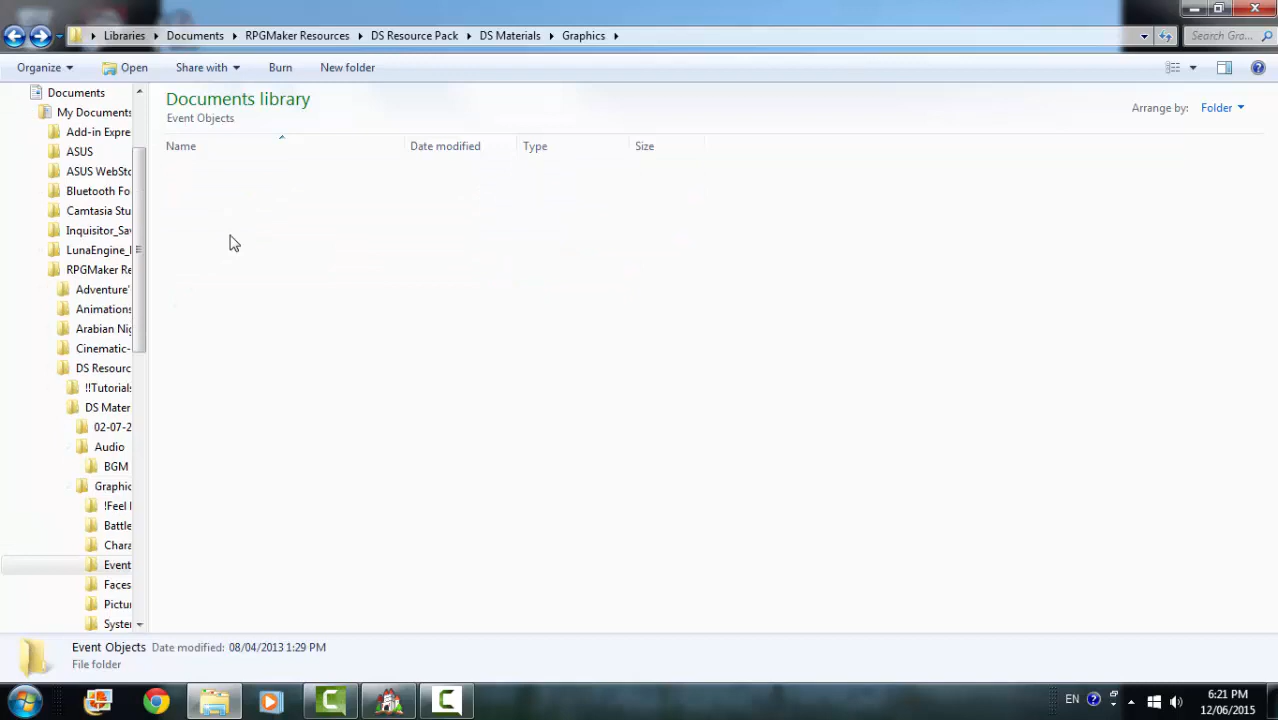 Libraries Documents RPGMaker Resources DS Resource Pack DS Materials Graphics
Search Gra...
Organize Open Share with Burn New folder
Documents library
Event Objects
Arrange by: Folder
Name Date modified Type Size
Documents
My Documents
Add-in Expre
ASUS
ASUS WebSto
Bluetooth Fo
Camtasia Stu
Inquisitor_Sav
LunaEngine_
RPGMaker Re
Adventure'
Animations
Arabian Nig
Cinematic-
DS Resourc
!!Tutorials
DS Mater
02-07-2
Audio
BGM
Graphic
!Feel
Battle
Chara
Event
Faces
Pictu
System
Event Objects Date modified: 08/04/2013 1:29 PM
File folder
EN
6:21 PM
12/06/2015